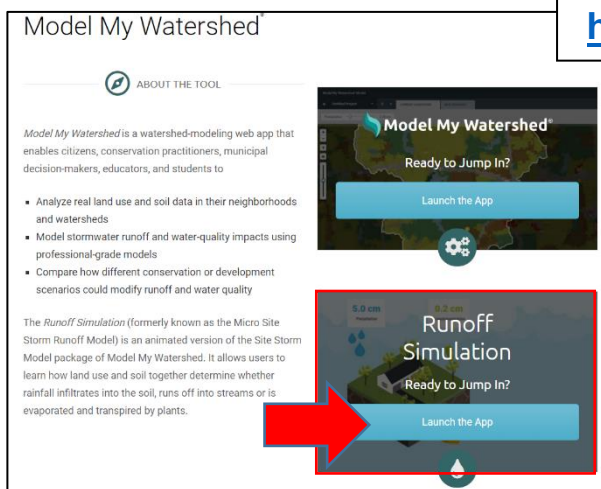 Model My Watershed®
h
ABOUT THE TOOL
Model My Watershed is a watershed-modeling web app that
enables citizens, conservation practitioners, municipal
decision-makers, educators, and students to
▪ Analyze real land use and soil data in their neighborhoods
and watersheds
▪ Model stormwater runoff and water-quality impacts using
professional-grade models
▪ Compare how different conservation or development
scenarios could modify runoff and water quality
The Runoff Simulation (formerly known as the Micro Site
Storm Runoff Model) is an animated version of the Site Storm
Model package of Model My Watershed. It allows users to
learn how land use and soil together determine whether
rainfall infiltrates into the soil, runs off into streams or is
evaporated and transpired by plants.
Model My Watershed®
Ready to Jump In?
Launch the App
5.0 cm
Runoff
Simulation
Ready to Jump In?
Launch the App